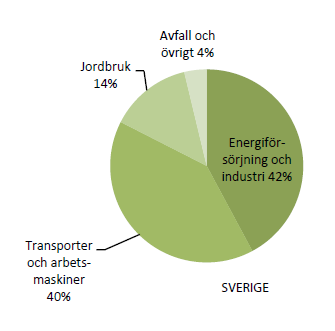 Avfall och
övrigt 4%
Jordbruk
14%
Energiför-
sörjning och
industri 42%
Transporter
och arbets-
maskiner
40%
SVERIGE